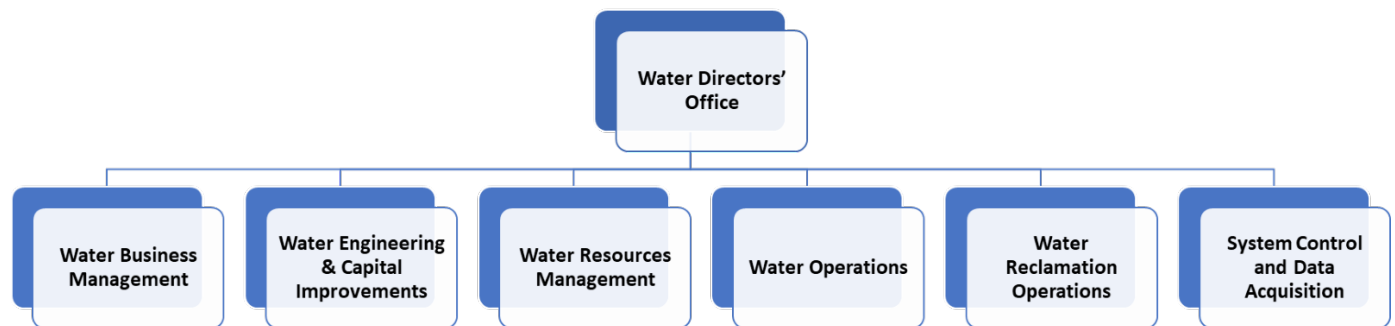 Water Directors’
Office
Water Business
Management
Water Engineering
& Capital
Improvements
Water Resources
Management
Water Operations
Water
Reclamation
Operations
System Control
and Data
Acquisition